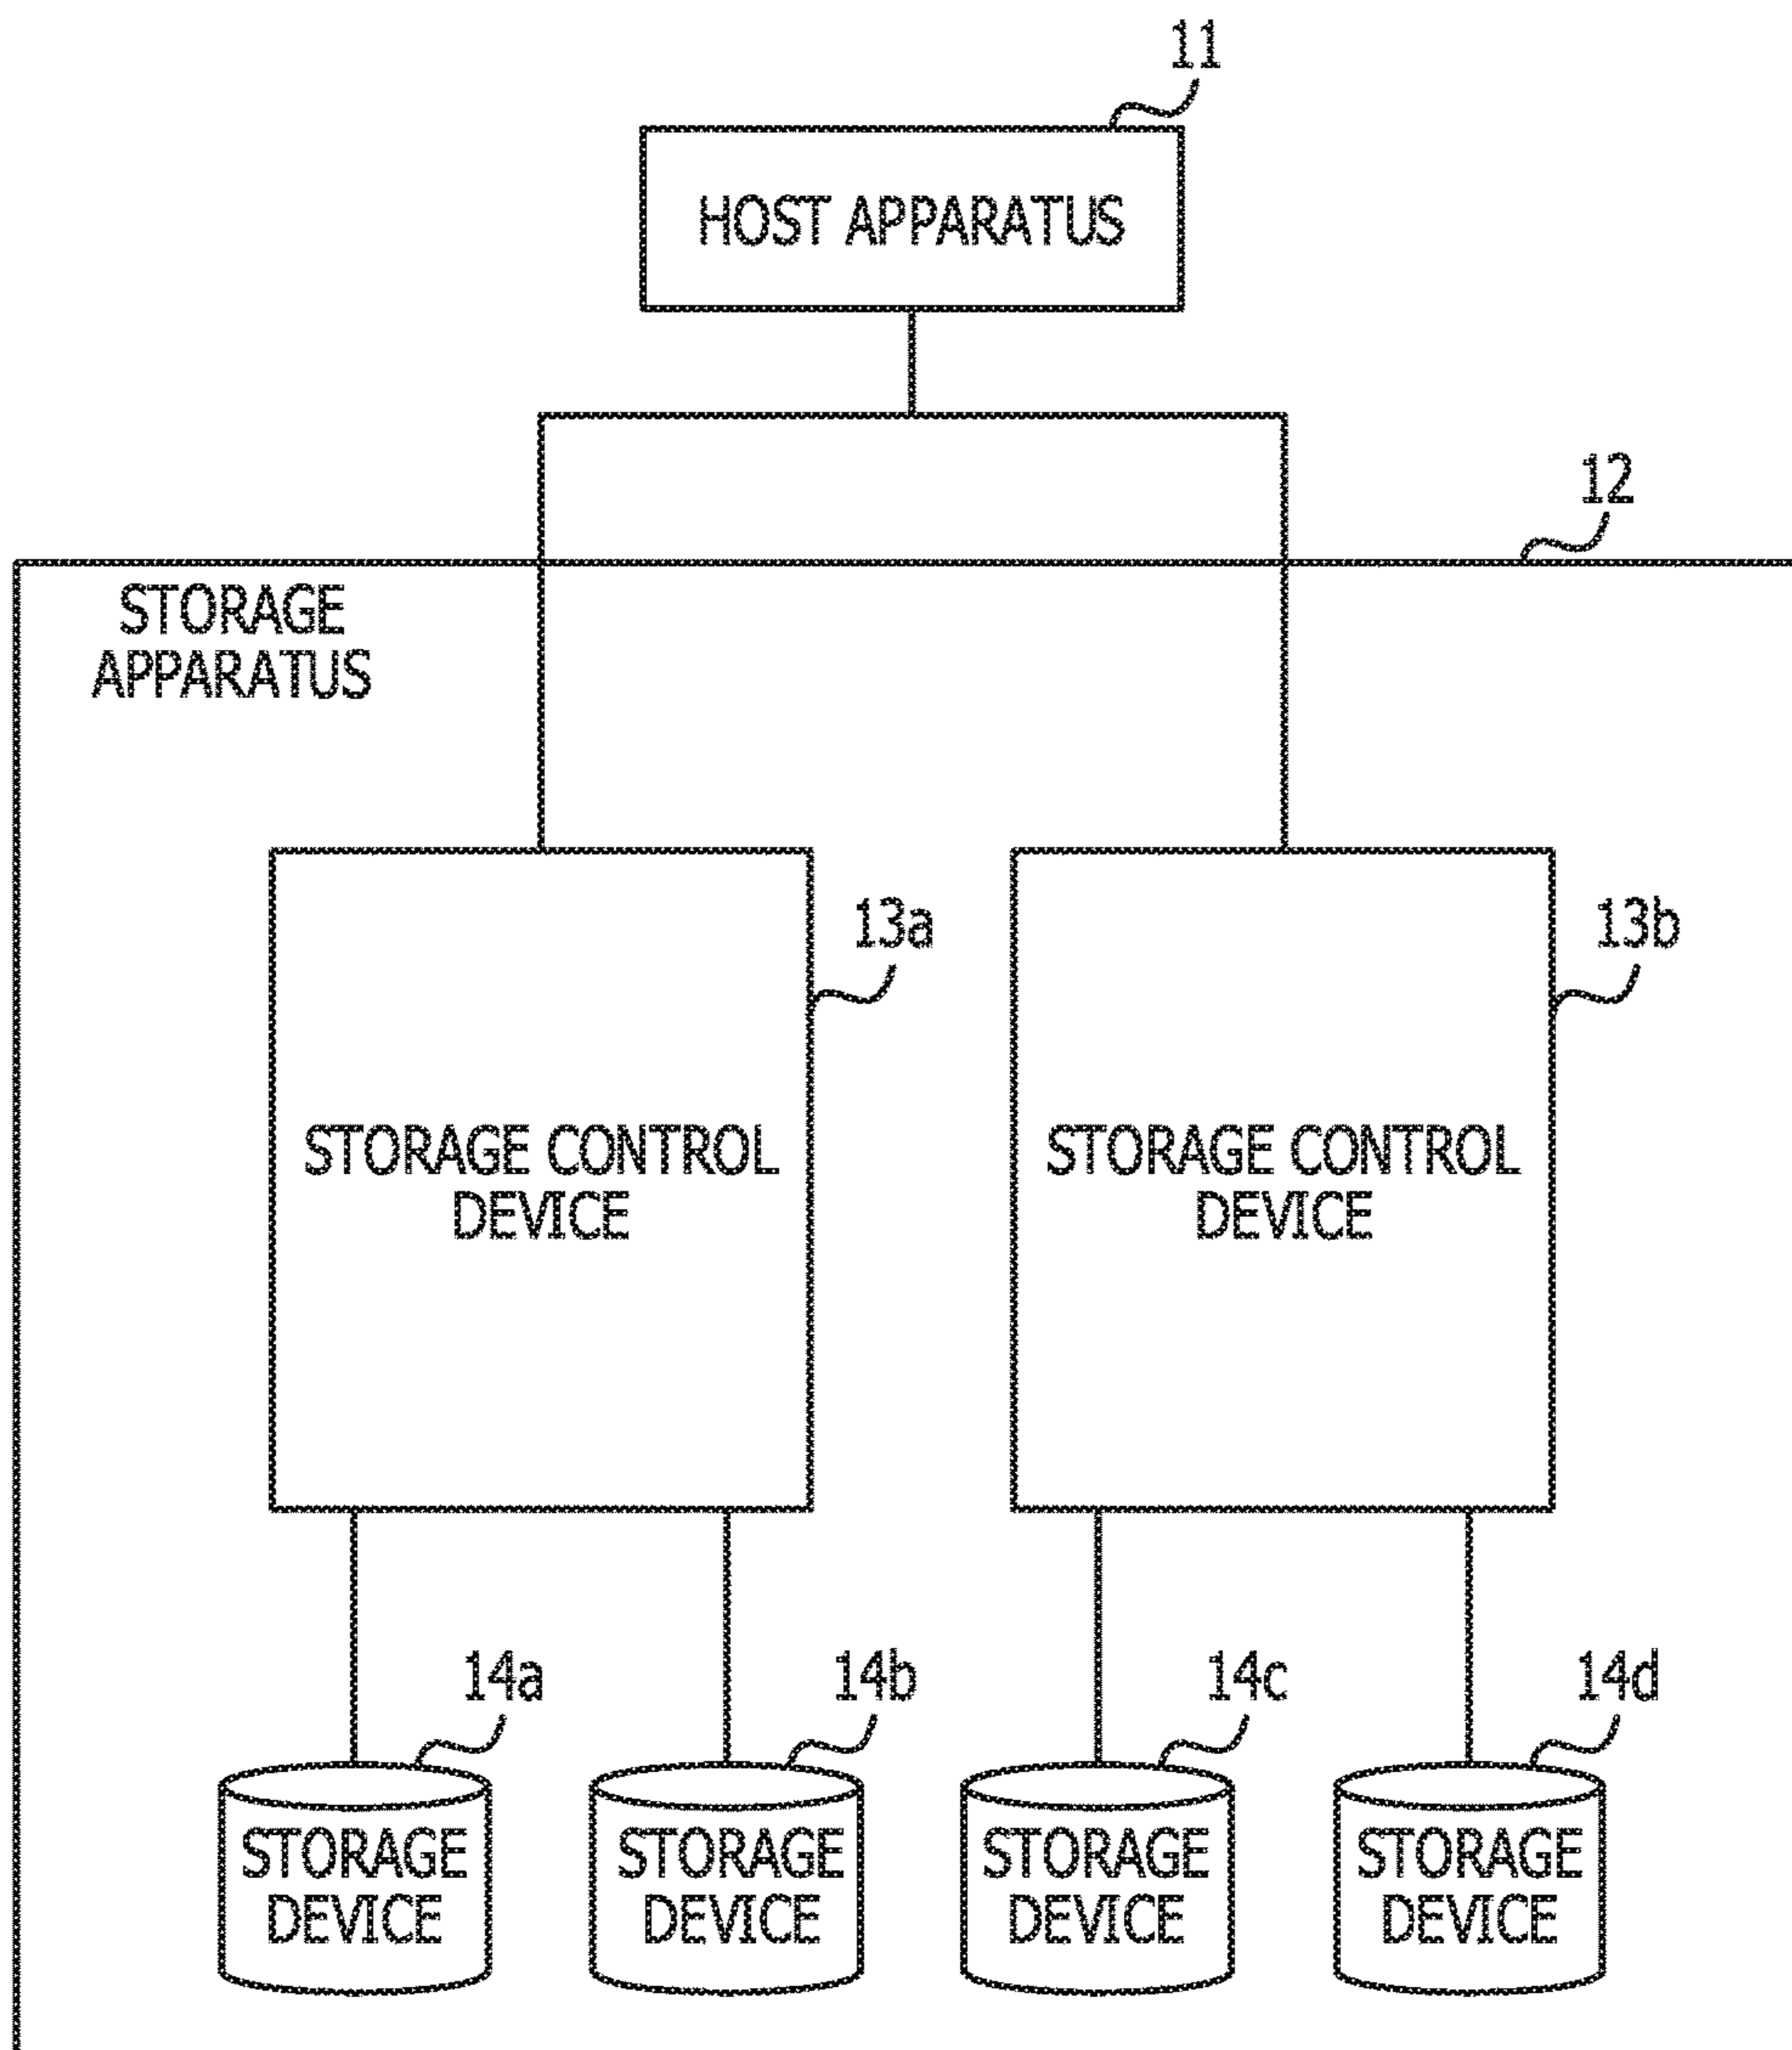 11
HOST APPARATUS
12
STORAGE
APPARATUS
13a
13b
STORAGE CONTROL
DEVICE
STORAGE CONTROL
DEVICE
14a
14b
14c
14d
STORAGE
DEVICE
STORAGE
DEVICE
STORAGE
DEVICE
STORAGE
DEVICE